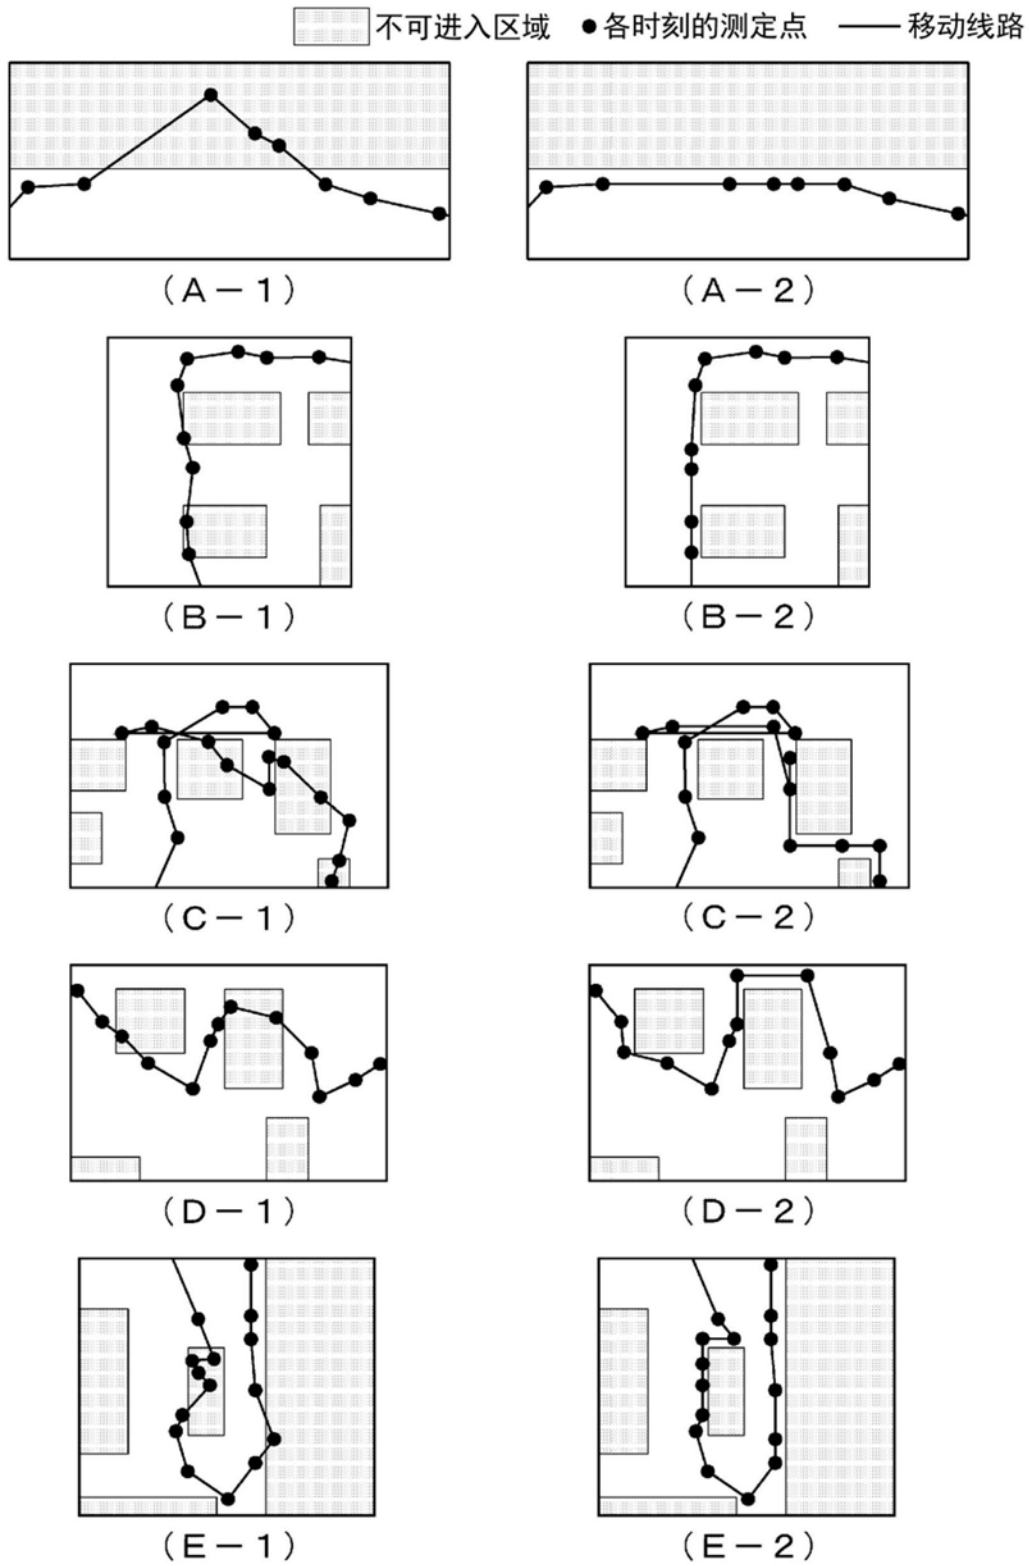 不可进入区域 各时刻的测定点 移动线路
（A－1） （A－2）
（B－1） （B－2）
（C－1） （C－2）
（D－1） （D－2）
（E－1） （E－2）